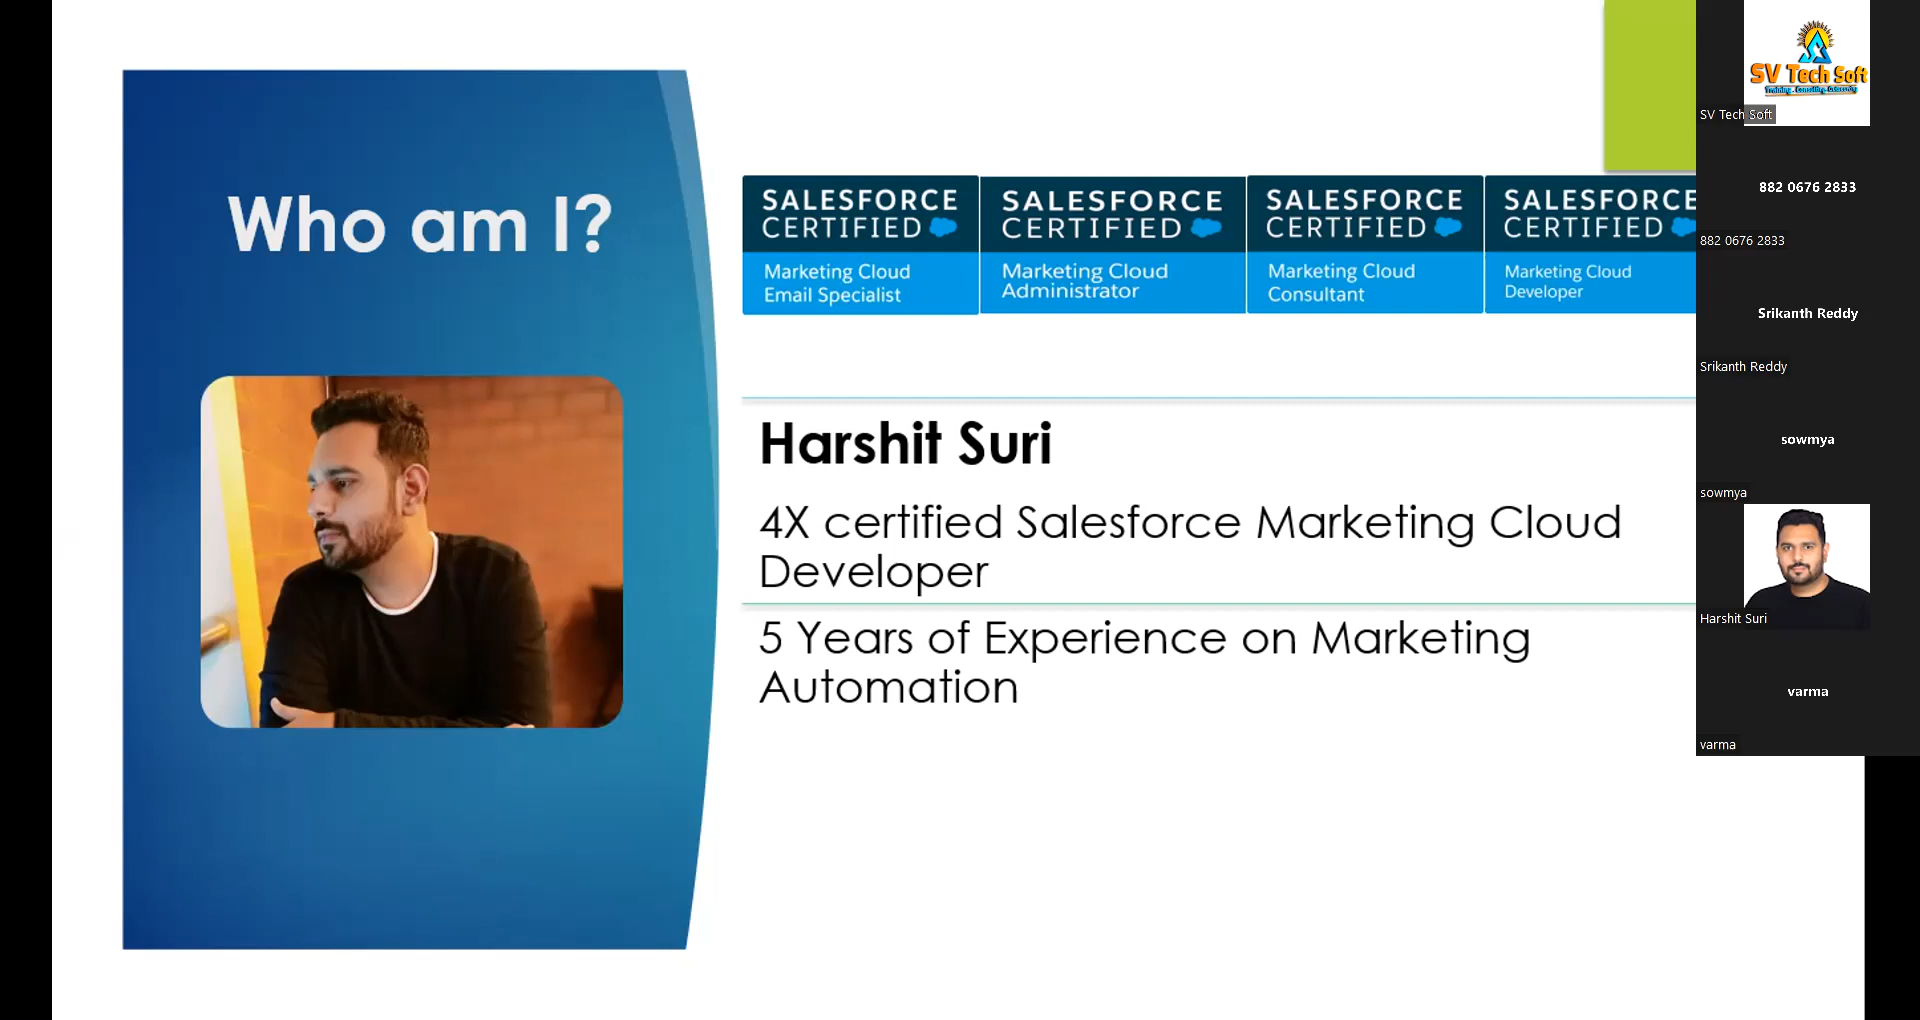 Who am I?
SALESFORCE
CERTIFIED
Marketing Cloud
Email Specialist
SALESFORCE
CERTIFIED
Marketing Cloud
Administrator
SALESFORCE
CERTIFIED
Marketing Cloud
Consultant
SALESFORCE
CERTIFIED
Marketing Cloud
Developer
Harshit Suri
4X certified Salesforce Marketing Cloud
Developer
5 Years of Experience on Marketing
Automation
SV Tech Soft
SV Tech Soft
882 0676 2833
882 0676 2833
Srikanth Reddy
Srikanth Reddy
sowmya
sowmya
Harshit Suri
varma
varma